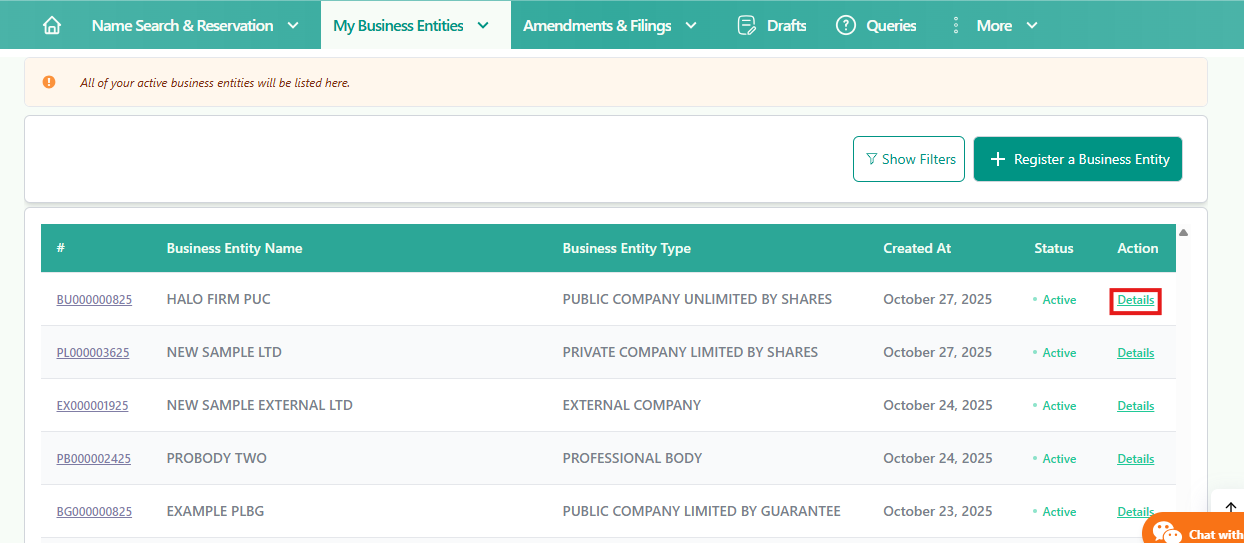 Name Search & Reservation My Business Entities Amendments & Filings Drafts Queries More
All of your active business entities will be listed here.
Show Filters + Register a Business Entity
# Business Entity Name Business Entity Type Created At Status Action
BU000000825 HALO FIRM PUC PUBLIC COMPANY UNLIMITED BY SHARES October 27, 2025 Active Details
PL000003625 NEW SAMPLE LTD PRIVATE COMPANY LIMITED BY SHARES October 27, 2025 Active Details
EX000001925 NEW SAMPLE EXTERNAL LTD EXTERNAL COMPANY October 24, 2025 Active Details
PB000002425 PROBODY TWO PROFESSIONAL BODY October 24, 2025 Active Details
BG000000825 EXAMPLE PLBG PUBLIC COMPANY LIMITED BY GUARANTEE October 23, 2025 Active Details
Chat with